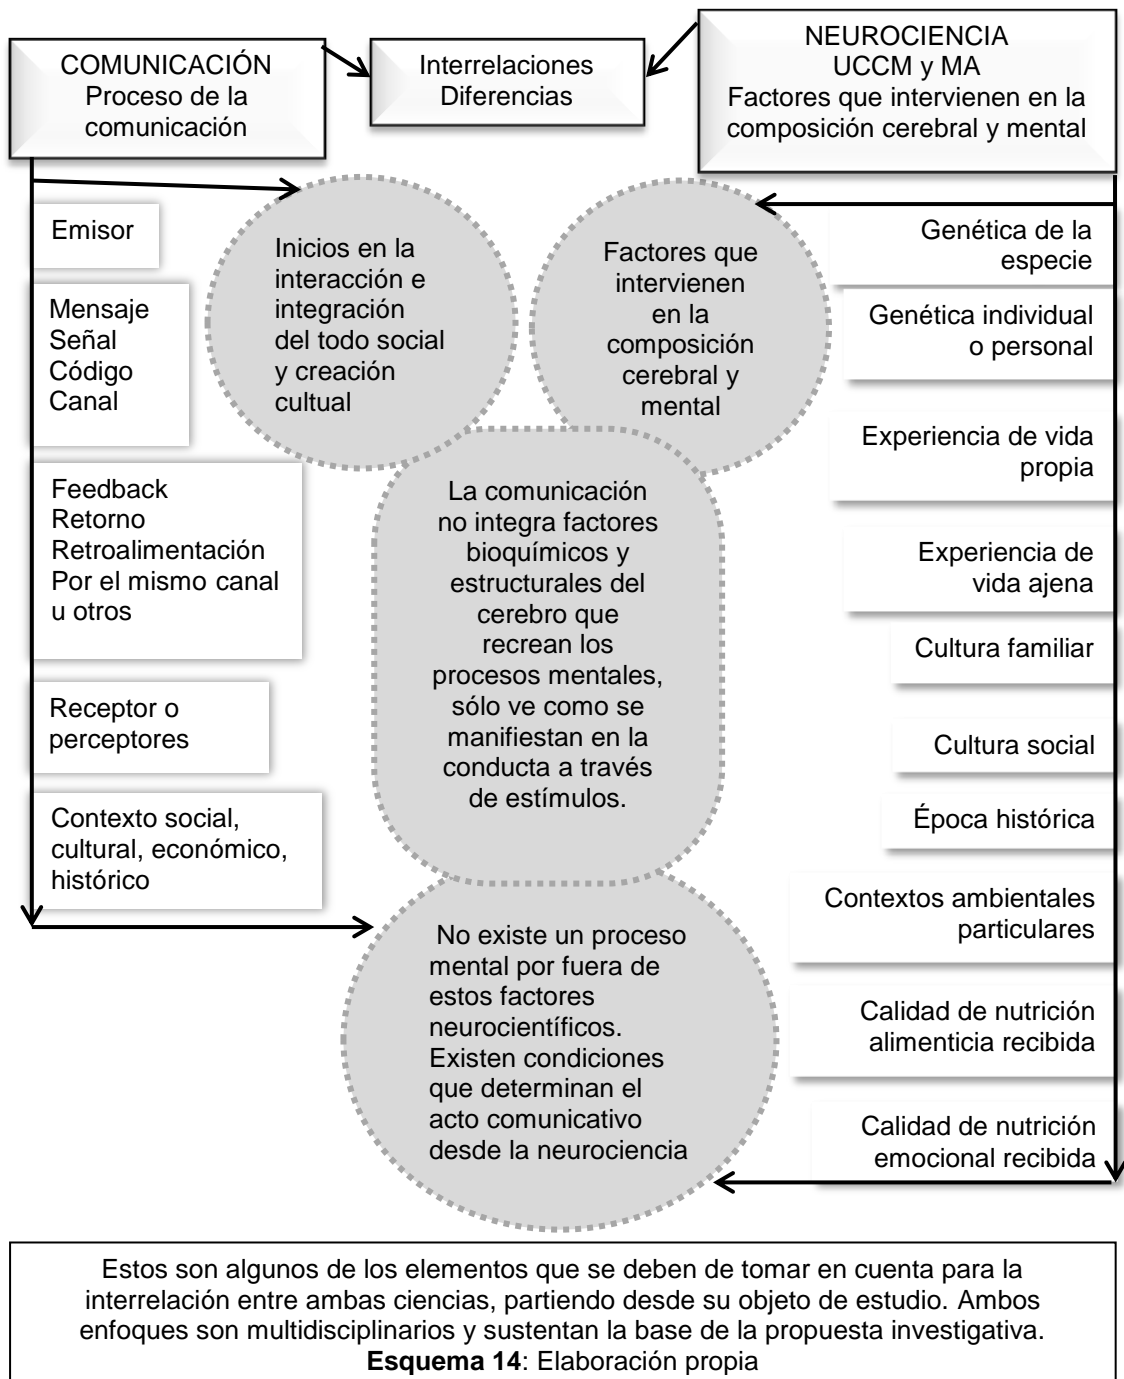 COMUNICACIÓN
Proceso de la
comunicación
Interrelaciones
Diferencias
NEUROCIENCIA
UCCM y MA
Factores que intervienen en la
composición cerebral y mental
Emisor
Mensaje
Señal
Código
Canal
Feedback
Retorno
Retroalimentación
Por el mismo canal
u otros
Receptor o
perceptores
Contexto social,
cultural, económico,
histórico
Inicios en la
interacción e
integración
del todo social
y creación
cultual
Factores que
intervienen
en la
composición
cerebral y
mental
La comunicación
no integra factores
bioquímicos y
estructurales del
cerebro que
recrean los
procesos mentales,
sólo ve como se
manifiestan en la
conducta a través
de estímulos.
No existe un proceso
mental por fuera de
estos factores
neurocientíficos.
Existen condiciones
que determinan el
acto comunicativo
desde la neurociencia
Genética de la
especie
Genética individual
o personal
Experiencia de vida
propia
Experiencia de
vida ajena
Cultura familiar
Cultura social
Época histórica
Contextos ambientales
particulares
Calidad de nutrición
alimenticia recibida
Calidad de nutrición
emocional recibida
Estos son algunos de los elementos que se deben de tomar en cuenta para la
interrelación entre ambas ciencias, partiendo desde su objeto de estudio. Ambos
enfoques son multidisciplinarios y sustentan la base de la propuesta investigativa.
Esquema 14: Elaboración propia